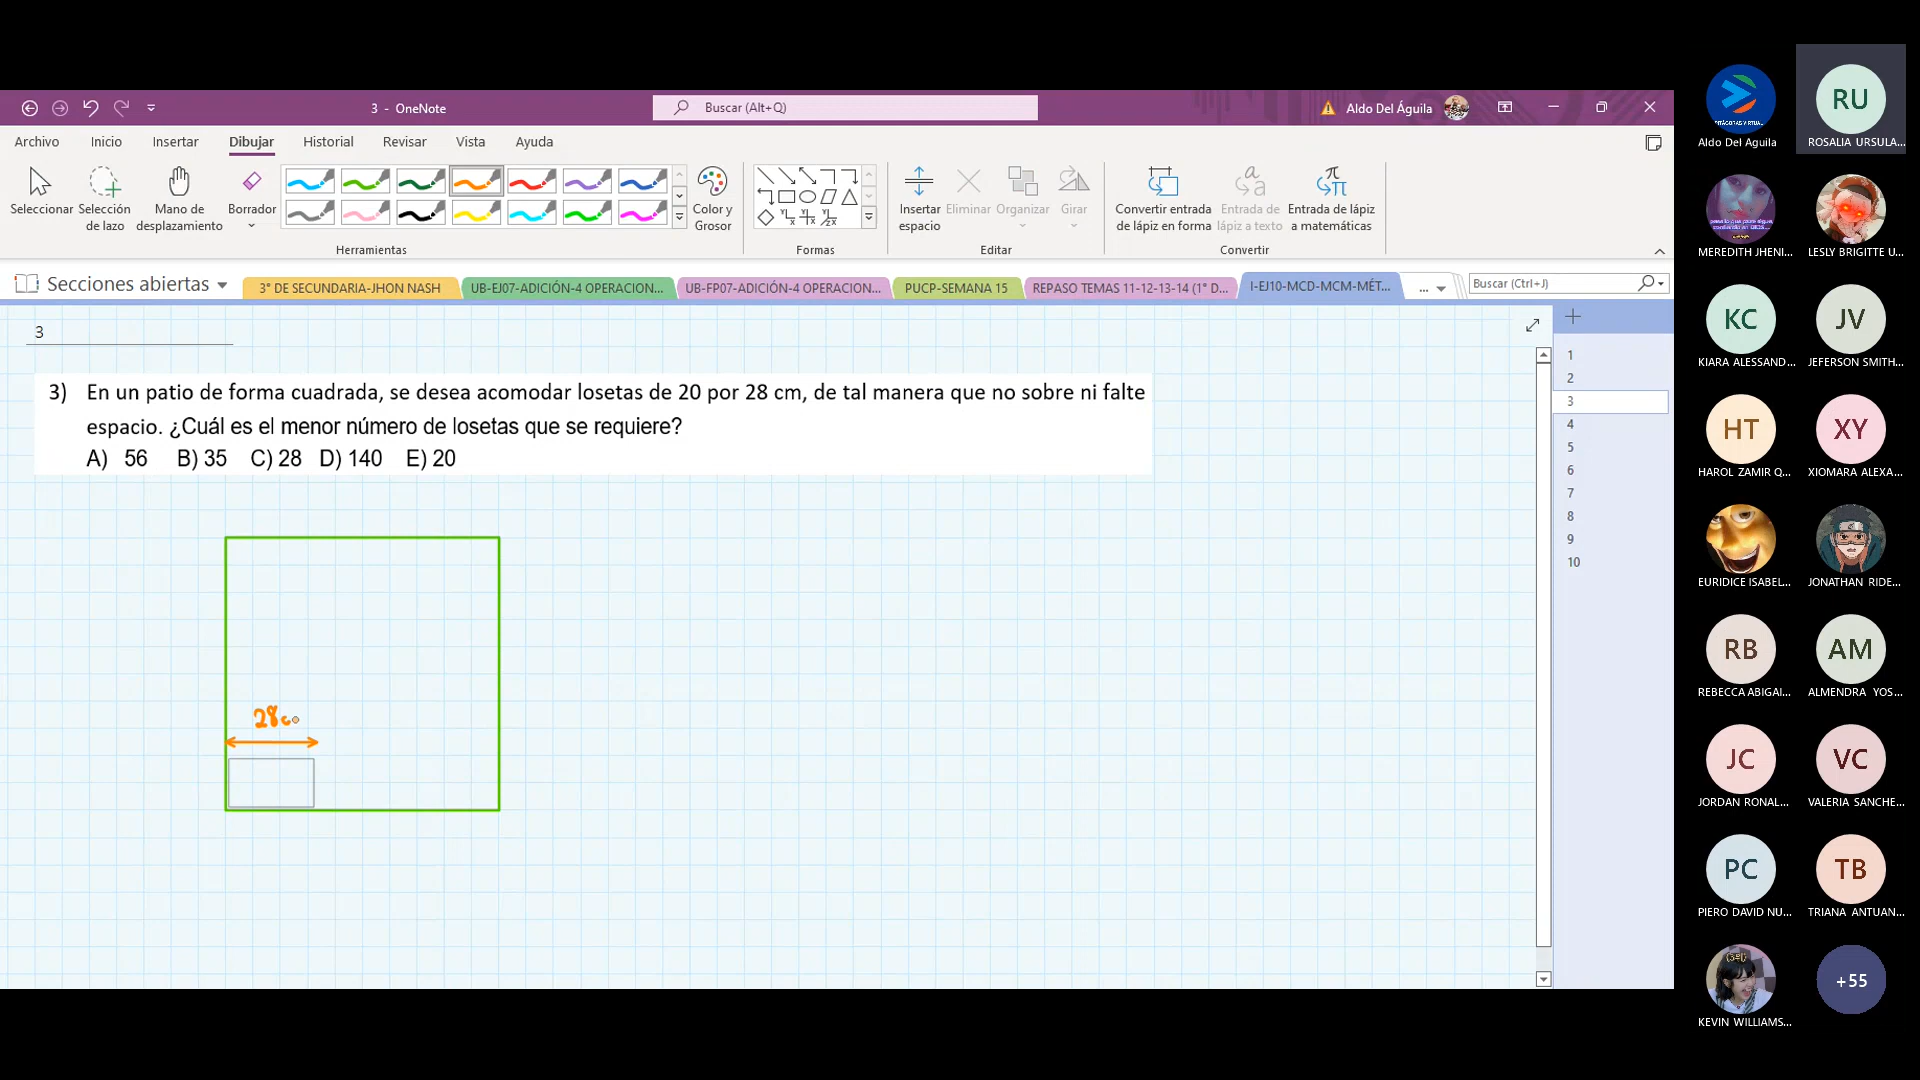 3 - OneNote
Buscar (Alt+Q)
Aldo Del Águila
Archivo Inicio Insertar Dibujar Historial Revisar Vista Ayuda
Seleccionar
Selección de lazo
Mano de desplazamiento
Borrador
Color y Grosor
Insertar espacio
Eliminar
Organizar
Girar
Convertir entrada de lápiz en forma
Entrada de lápiz a texto
Entrada de lápiz a matemáticas
Herramientas
Formas
Editar
Convertir
Secciones abiertas
3° DE SECUNDARIA-JHON NASH
UB-EJ07-ADICIÓN-4 OPERACION...
UB-FP07-ADICIÓN-4 OPERACION...
PUCP-SEMANA 15
REPASO TEMAS 11-12-13-14 (1° D...
I-EJ10-MCD-MCM-MÉT...
...
Buscar (Ctrl+J)
3
3) En un patio de forma cuadrada, se desea acomodar losetas de 20 por 28 cm, de tal manera que no sobre ni falte
espacio. ¿Cuál es el menor número de losetas que se requiere?
A) 56 B) 35 C) 28 D) 140 E) 20
28c
1
2
3
4
5
6
7
8
9
10
Aldo Del Aguila
RU
ROSALIA URSULA...
MEREDITH JHENI...
LESLY BRIGITTE U...
KC
KIARA ALESSAND...
JV
JEFERSON SMITH...
HT
HAROL ZAMIR Q...
XY
XIOMARA ALEXA...
EURIDICE ISABEL...
JONATHAN RIDE...
RB
REBECCA ABIGAI...
AM
ALMENDRA YOS...
JC
JORDAN RONAL...
VC
VALERIA SANCHE...
PC
PIERO DAVID NU...
TB
TRIANA ANTUAN...
KEVIN WILLIAMS...
+55